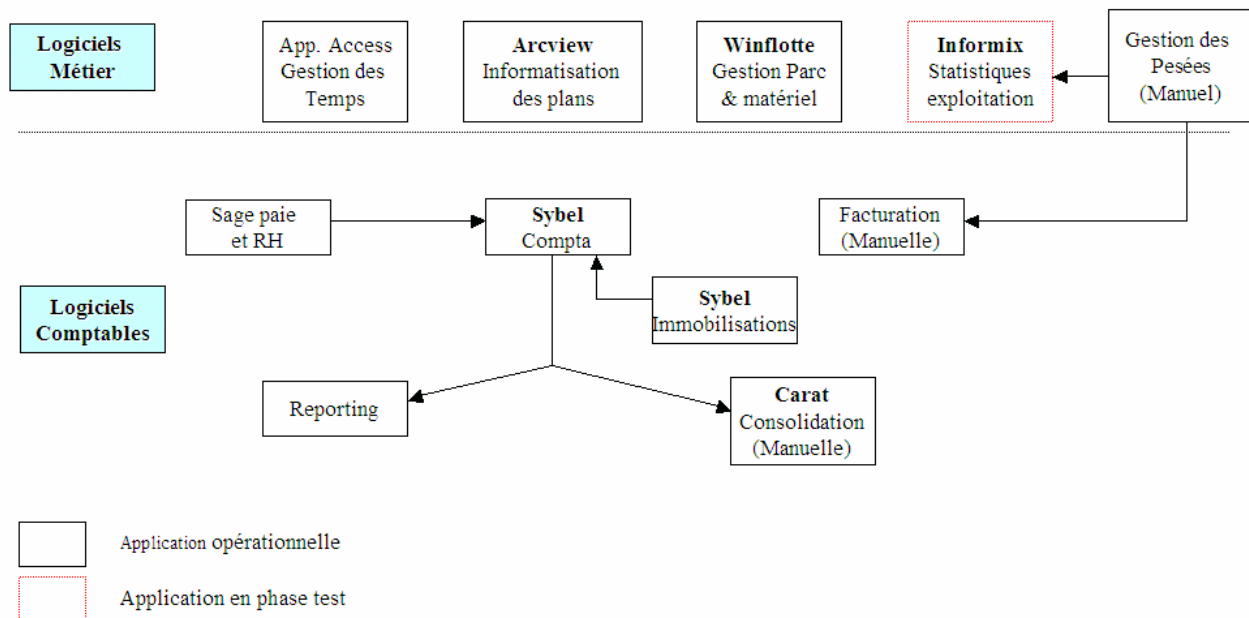 Logiciels
Métier
App. Access
Gestion des
Temps
Arcview
Informatisation
des plans
Winflotte
Gestion Parc
& matériel
Informix
Statistiques
exploitation
Gestion des
Pesées
(Manuel)
Sage paie
et RH
Sybel
Compta
Facturation
(Manuelle)
Logiciels
Comptables
Sybel
Immobilisations
Reporting
Carat
Consolidation
(Manuelle)
Application opérationnelle
Application en phase test